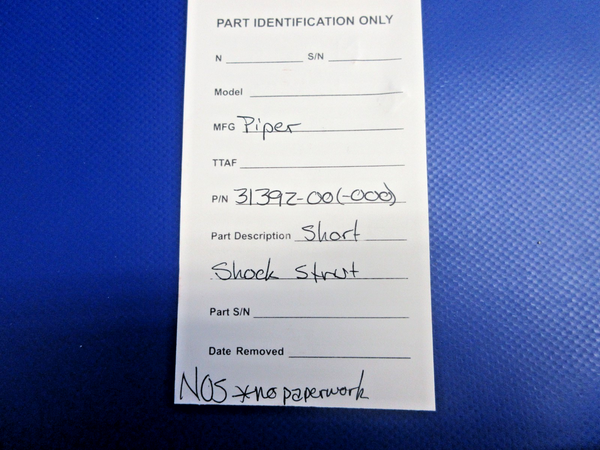 PART IDENTIFICATION ONLY
N S/N
Model
MFG Piper
TTAF
P/N 31392-00(-000)
Part Description Short
Shock Strut
Part S/N
Date Removed
NOS *no paperwork